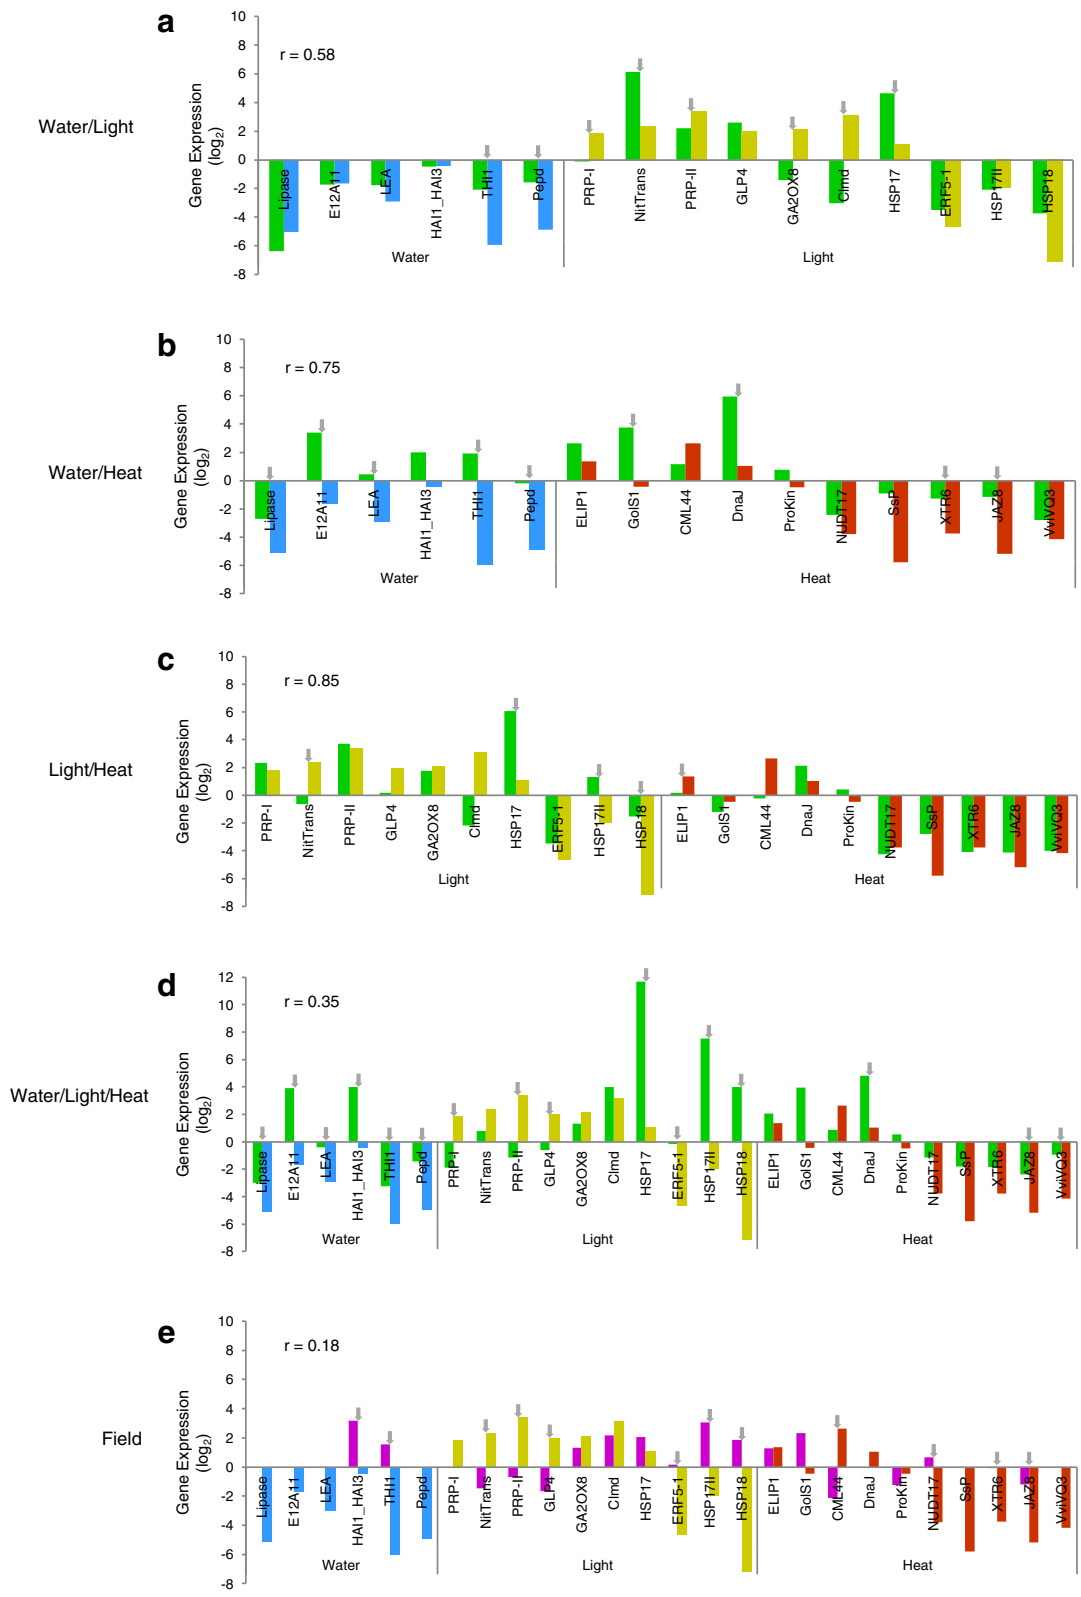 a
Water/Light
Gene Expression
(log2)
r = 0.58
10
8
6
4
2
0
-2
-4
-6
-8
Lipase
E12A11
LEA
HAI1_HAI3
THI1
Pepd
PRP-I
NitTrans
PRP-II
GLP4
GA2OX8
Clmd
HSP17
ERF5-1
HSP17II
HSP18
Water
Light
b
Water/Heat
Gene Expression
(log2)
r = 0.75
10
8
6
4
2
0
-2
-4
-6
-8
Lipase
E12A11
LEA
HAI1_HAI3
THI1
Pepd
ELIP1
GolS1
CML44
DnaJ
ProKin
NUDT17
SsP
XTR6
JAZ8
VviVQ3
Water
Heat
c
Light/Heat
Gene Expression
(log2)
r = 0.85
10
8
6
4
2
0
-2
-4
-6
-8
PRP-I
NitTrans
PRP-II
GLP4
GA2OX8
Clmd
HSP17
ERF5-1
HSP17II
HSP18
ELIP1
GolS1
CML44
DnaJ
ProKin
NUDT17
SsP
XTR6
JAZ8
VviVQ3
Light
Heat
d
Water/Light/Heat
Gene Expression
(log2)
r = 0.35
12
10
8
6
4
2
0
-2
-4
-6
-8
Lipase
E12A11
LEA
HAI1_HAI3
THI1
Pepd
PRP-I
NitTrans
PRP-II
GLP4
GA2OX8
Clmd
HSP17
ERF5-1
HSP17II
HSP18
ELIP1
GolS1
CML44
DnaJ
ProKin
NUDT17
SsP
XTR6
JAZ8
VviVQ3
Water
Light
Heat
e
Field
Gene Expression
(log2)
r = 0.18
10
8
6
4
2
0
-2
-4
-6
-8
Lipase
E12A11
LEA
HAI1_HAI3
THI1
Pepd
PRP-I
NitTrans
PRP-II
GLP4
GA2OX8
Clmd
HSP17
ERF5-1
HSP17II
HSP18
ELIP1
GolS1
CML44
DnaJ
ProKin
NUDT17
SsP
XTR6
JAZ8
VviVQ3
Water
Light
Heat